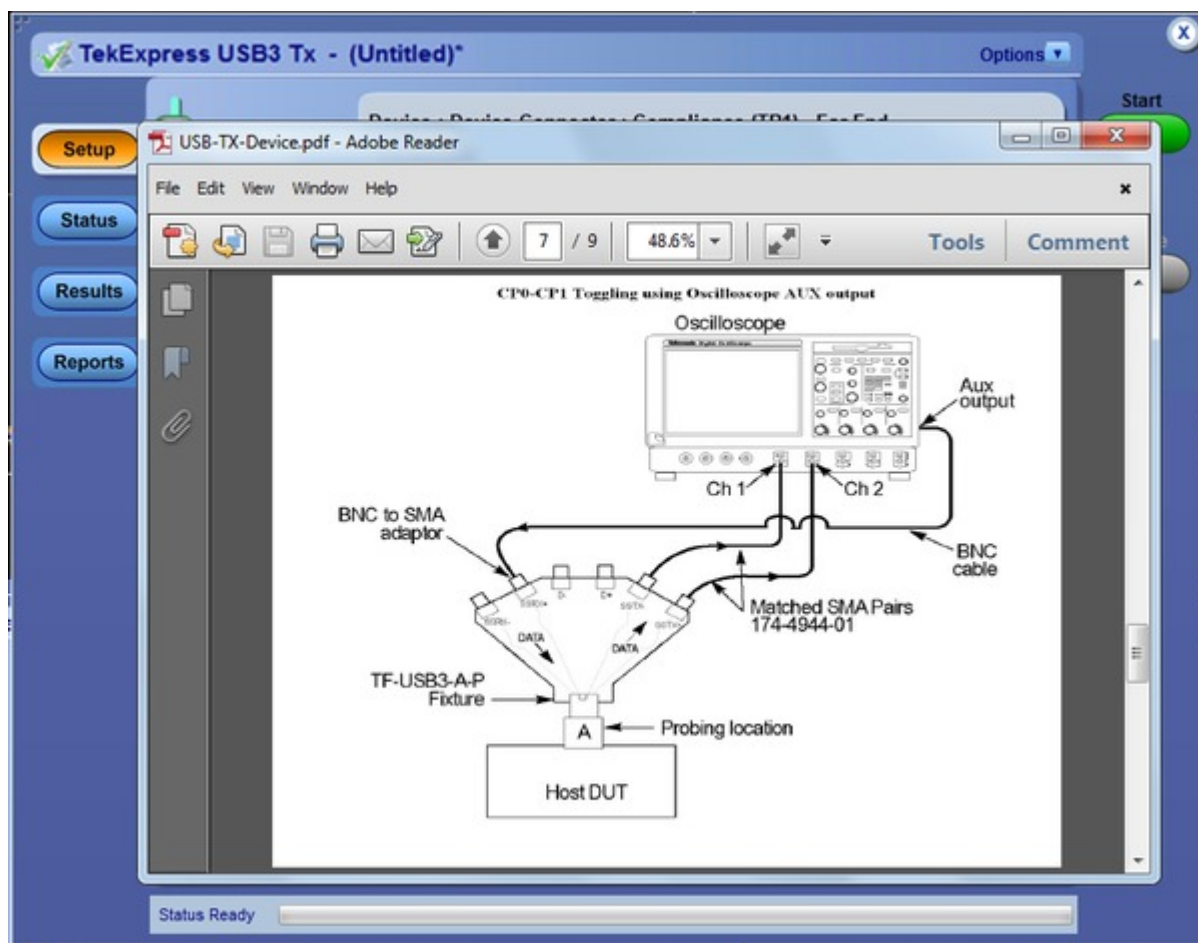 TekExpress USB3 Tx - (Untitled)*
Options
Start
Setup
Status
Results
Reports
USB-TX-Device.pdf - Adobe Reader
File Edit View Window Help
7 / 9
48.6%
Tools
Comment
CP0-CP1 Toggling using Oscilloscope AUX output
Oscilloscope
Aux
output
Ch 1
Ch 2
BNC to SMA
adaptor
BNC
cable
D-
D+
Matched SMA Pairs
174-4944-01
DATA
DATA
TF-USB3-A-P
Fixture
A
Probing location
Host DUT
Status Ready